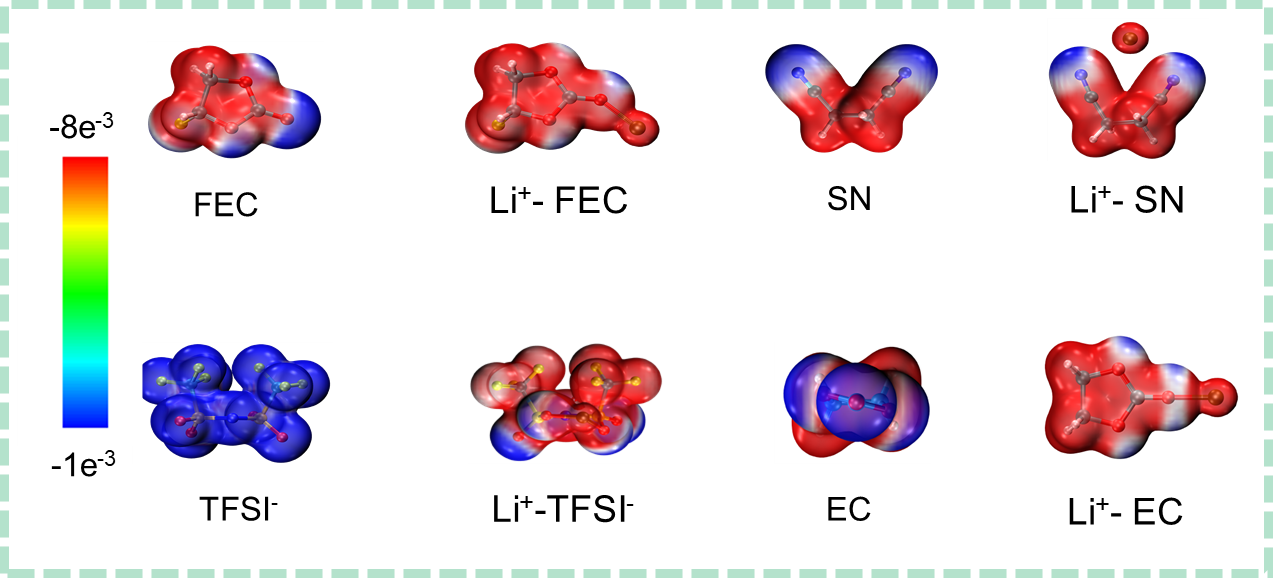 -8e⁻³
-1e⁻³
FEC
Li⁺- FEC
SN
Li⁺- SN
TFSI⁻
Li⁺-TFSI⁻
EC
Li⁺- EC